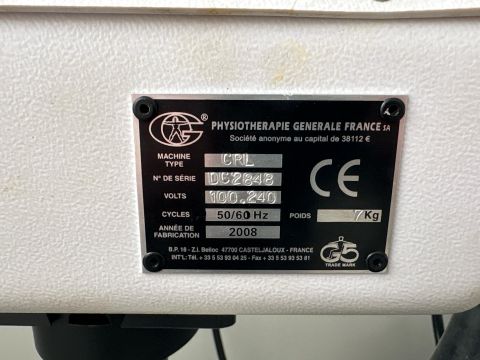 ® PHYSIOTHERAPIE GENERALE FRANCE SA
Société anonyme au capital de 38112 €
MACHINE TYPE CRL
N° DE SÉRIE D52848
VOLTS 100.240
CYCLES 50/60 Hz POIDS 7Kg
ANNÉE DE FABRICATION 2008
CE
G5
TRADE MARK
B.P. 16 - Z.I. Belloc 47700 CASTELJALOUX - FRANCE
INT'L: Tél. + 33 5 53 93 04 25 - Fax + 33 5 53 93 53 81